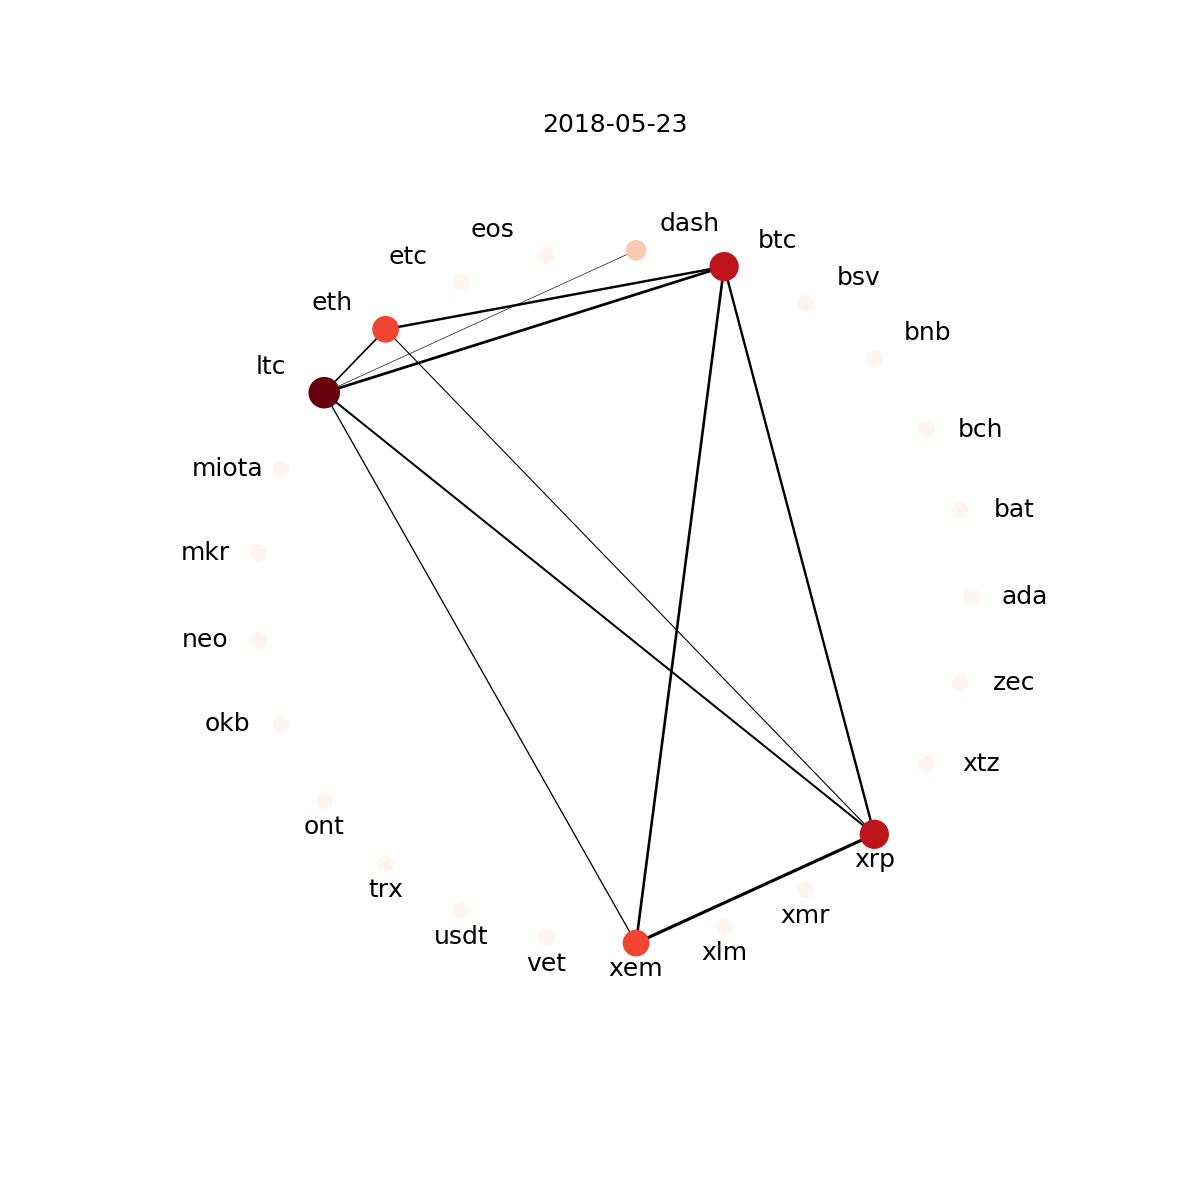 2018-05-23
dash
eos
btc
etc
bsv
eth
bnb
ltc
bch
miota
bat
mkr
ada
neo
zec
okb
xtz
ont
xrp
trx
xmr
usdt
xlm
vet
xem